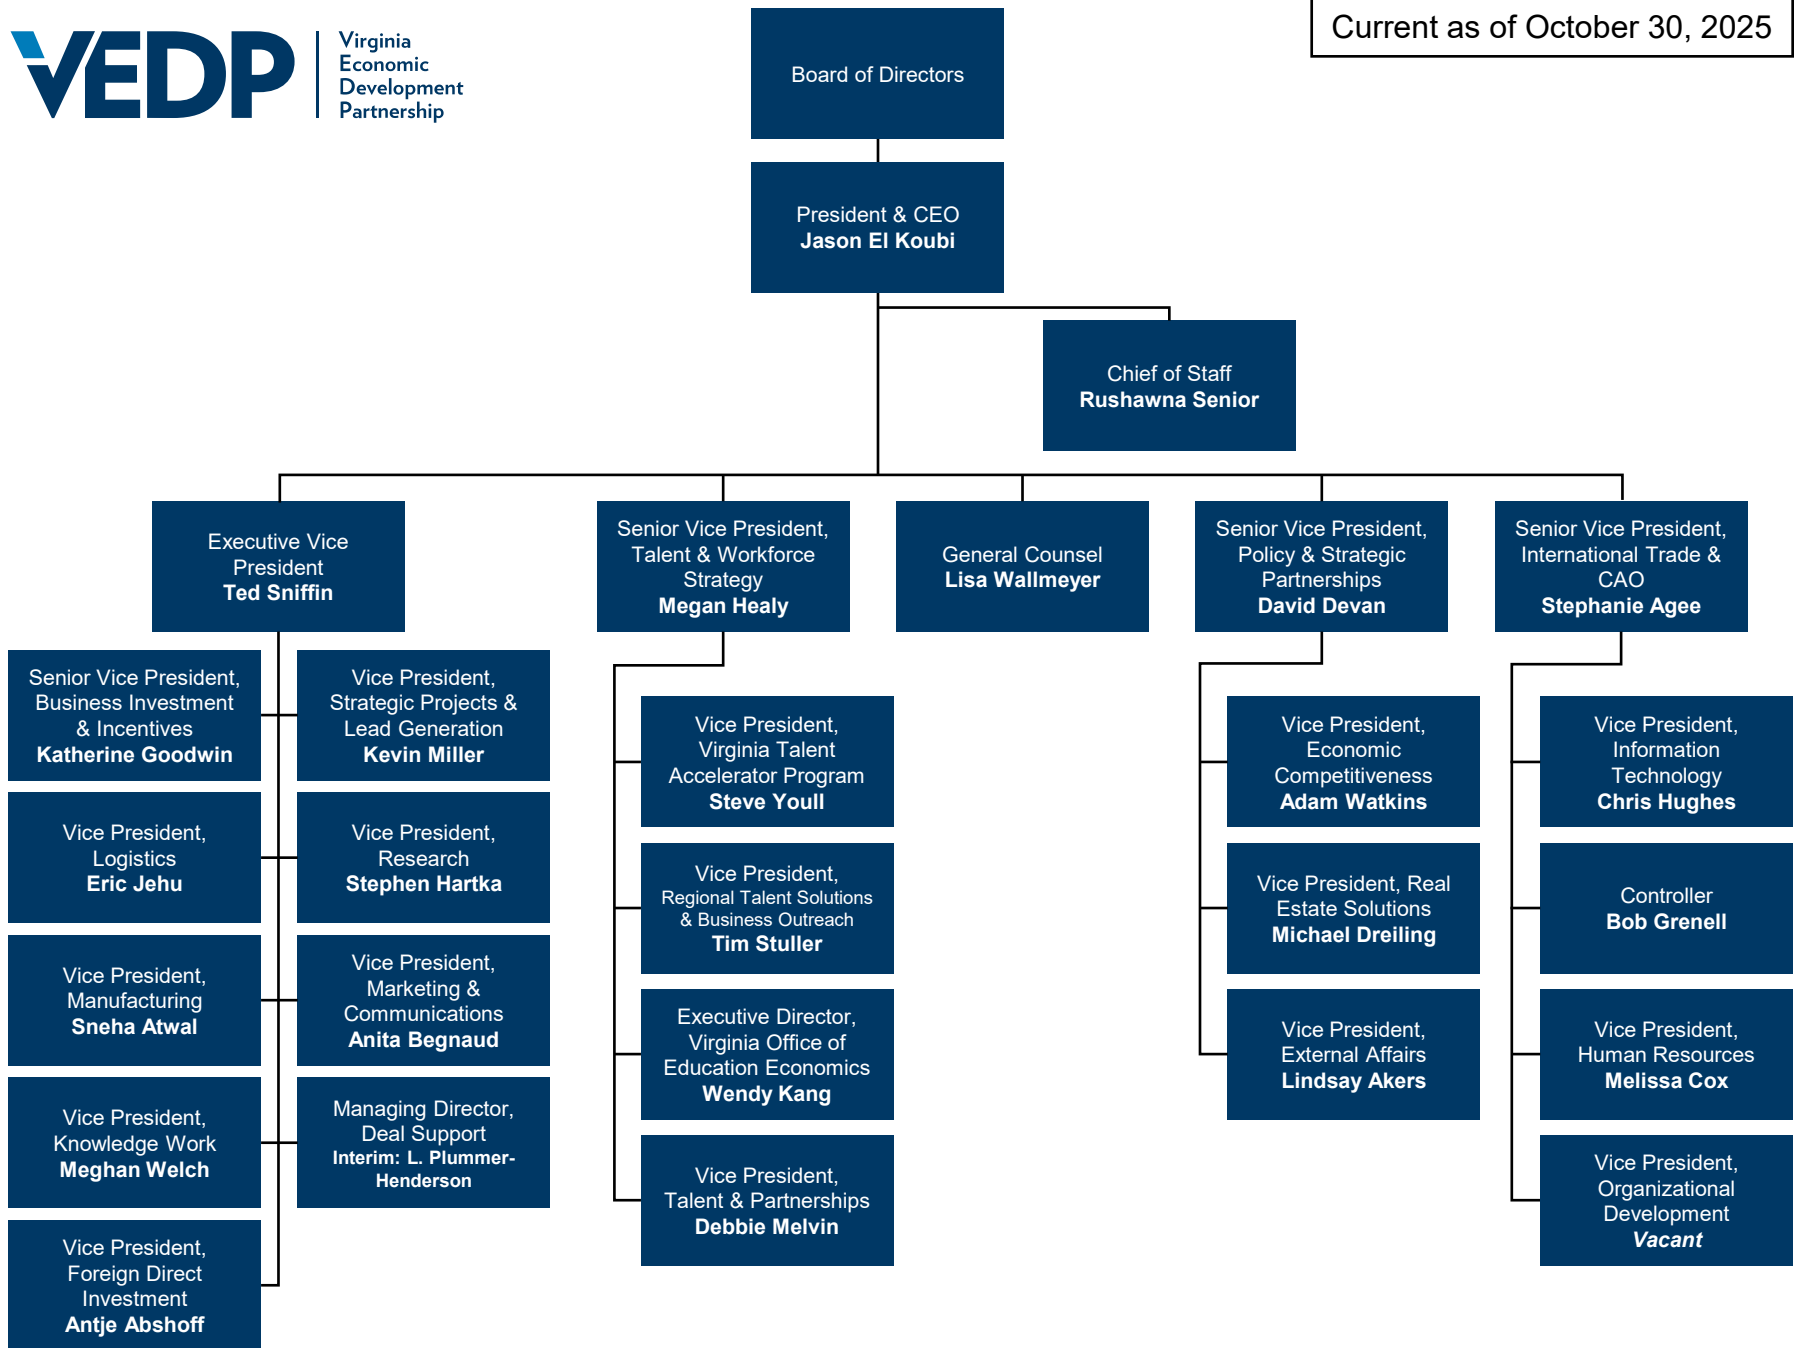 VEDP
Virginia
Economic
Development
Partnership
Current as of October 30, 2025
Board of Directors
President & CEO
Jason El Koubi
Chief of Staff
Rushawna Senior
Executive Vice
President
Ted Sniffin
Senior Vice President,
Talent & Workforce
Strategy
Megan Healy
General Counsel
Lisa Wallmeyer
Senior Vice President,
Policy & Strategic
Partnerships
David Devan
Senior Vice President,
International Trade &
CAO
Stephanie Agee
Senior Vice President,
Business Investment
& Incentives
Katherine Goodwin
Vice President,
Strategic Projects &
Lead Generation
Kevin Miller
Vice President,
Logistics
Eric Jehu
Vice President,
Research
Stephen Hartka
Vice President,
Manufacturing
Sneha Atwal
Vice President,
Marketing &
Communications
Anita Begnaud
Vice President,
Knowledge Work
Meghan Welch
Managing Director,
Deal Support
Interim: L. Plummer-
Henderson
Vice President,
Foreign Direct
Investment
Antje Abshoff
Vice President,
Virginia Talent
Accelerator Program
Steve Youll
Vice President,
Regional Talent Solutions
& Business Outreach
Tim Stuller
Executive Director,
Virginia Office of
Education Economics
Wendy Kang
Vice President,
Talent & Partnerships
Debbie Melvin
Vice President,
Economic
Competitiveness
Adam Watkins
Vice President, Real
Estate Solutions
Michael Dreiling
Vice President,
External Affairs
Lindsay Akers
Vice President,
Information
Technology
Chris Hughes
Controller
Bob Grenell
Vice President,
Human Resources
Melissa Cox
Vice President,
Organizational
Development
Vacant